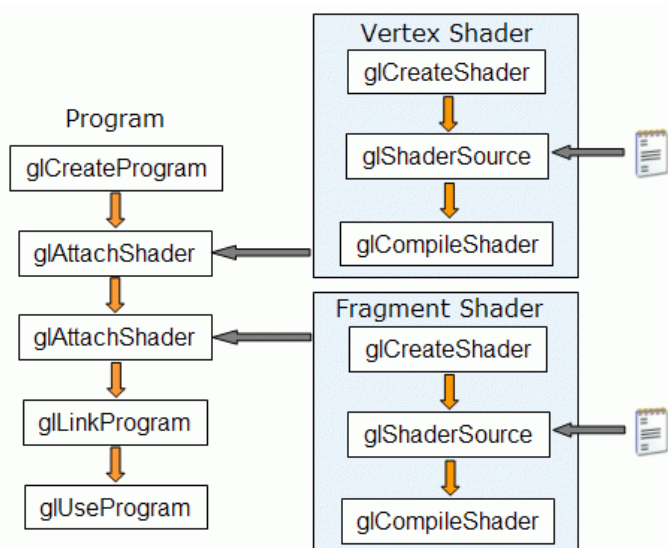 Program
glCreateProgram
glAttachShader
glAttachShader
glLinkProgram
glUseProgram
Vertex Shader
glCreateShader
glShaderSource
glCompileShader
Fragment Shader
glCreateShader
glShaderSource
glCompileShader